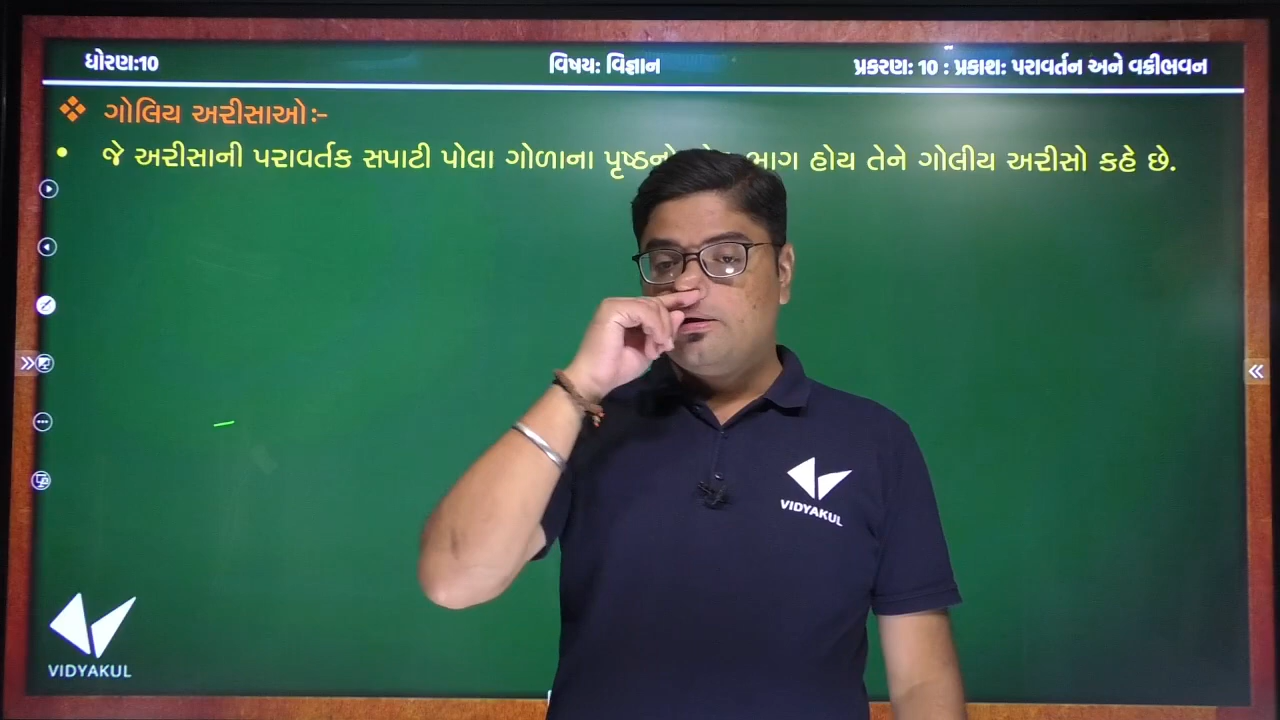 ધોરણ:10 વિષય: વિજ્ઞાન પ્રકરણ: 10 : પ્રકાશ: પરાવર્તન અને વક્રીભવન
❖ ગોલિય અરીસાઓ:-
• જે અરીસાની પરાવર્તક સપાટી પોલા ગોળાના પૃષ્ઠનો ભાગ હોય તેને ગોલીય અરીસો કહે છે.
VIDYAKUL
VIDYAKUL